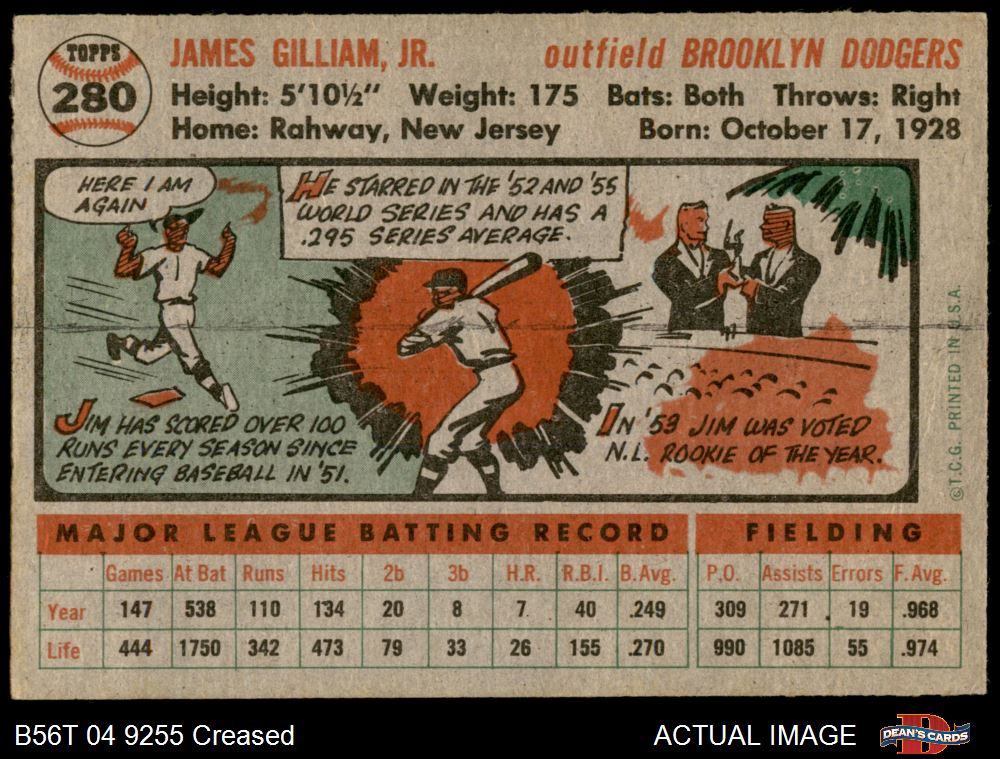 TOPPS
280
JAMES GILLIAM, JR. outfield BROOKLYN DODGERS
Height: 5'10½" Weight: 175 Bats: Both Throws: Right
Home: Rahway, New Jersey Born: October 17, 1928
HERE I AM
AGAIN
HE STARRED IN THE '52 AND '55
WORLD SERIES AND HAS A
.295 SERIES AVERAGE.
JIM HAS SCORED OVER 100
RUNS EVERY SEASON SINCE
ENTERING BASEBALL IN '51.
IN '53 JIM WAS VOTED
N.L. ROOKIE OF THE YEAR.
©T.C.G. PRINTED IN U.S.A.
MAJOR LEAGUE BATTING RECORD FIELDING
Games At Bat Runs Hits 2b 3b H.R. R.B.I. B.Avg. P.O. Assists Errors F. Avg.
Year 147 538 110 134 20 8 7 40 .249 309 271 19 .968
Life 444 1750 342 473 79 33 26 155 .270 990 1085 55 .974
B56T 04 9255 Creased ACTUAL IMAGE
D
DEAN'S CARDS